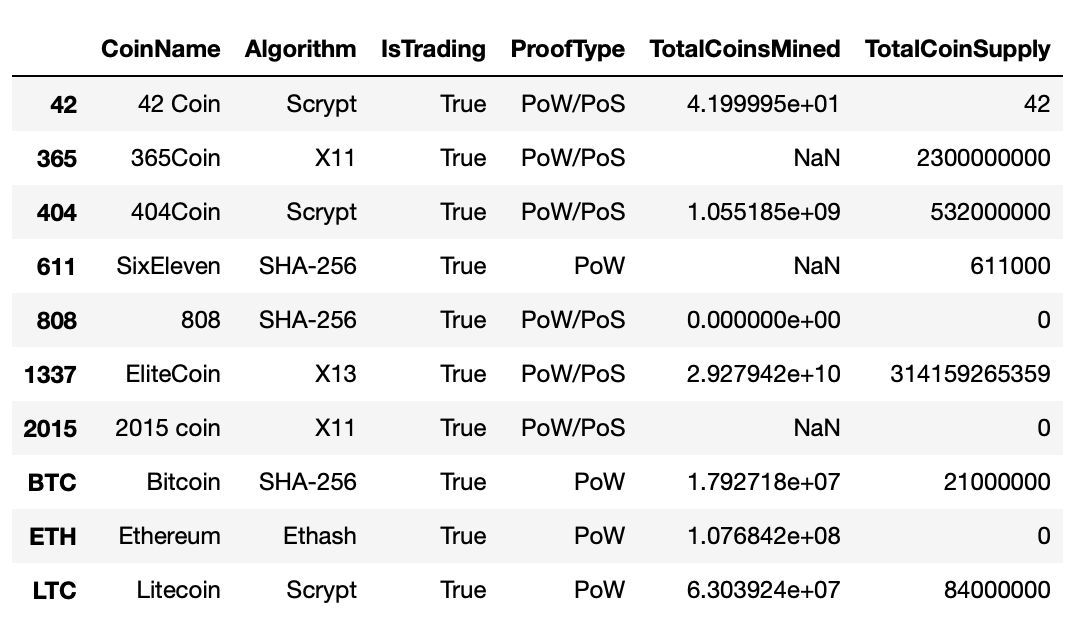 CoinName Algorithm IsTrading ProofType TotalCoinsMined TotalCoinSupply
42 42 Coin Scrypt True PoW/PoS 4.199995e+01 42
365 365Coin X11 True PoW/PoS NaN 2300000000
404 404Coin Scrypt True PoW/PoS 1.055185e+09 532000000
611 SixEleven SHA-256 True PoW NaN 611000
808 808 SHA-256 True PoW/PoS 0.000000e+00 0
1337 EliteCoin X13 True PoW/PoS 2.927942e+10 314159265359
2015 2015 coin X11 True PoW/PoS NaN 0
BTC Bitcoin SHA-256 True PoW 1.792718e+07 21000000
ETH Ethereum Ethash True PoW 1.076842e+08 0
LTC Litecoin Scrypt True PoW 6.303924e+07 84000000